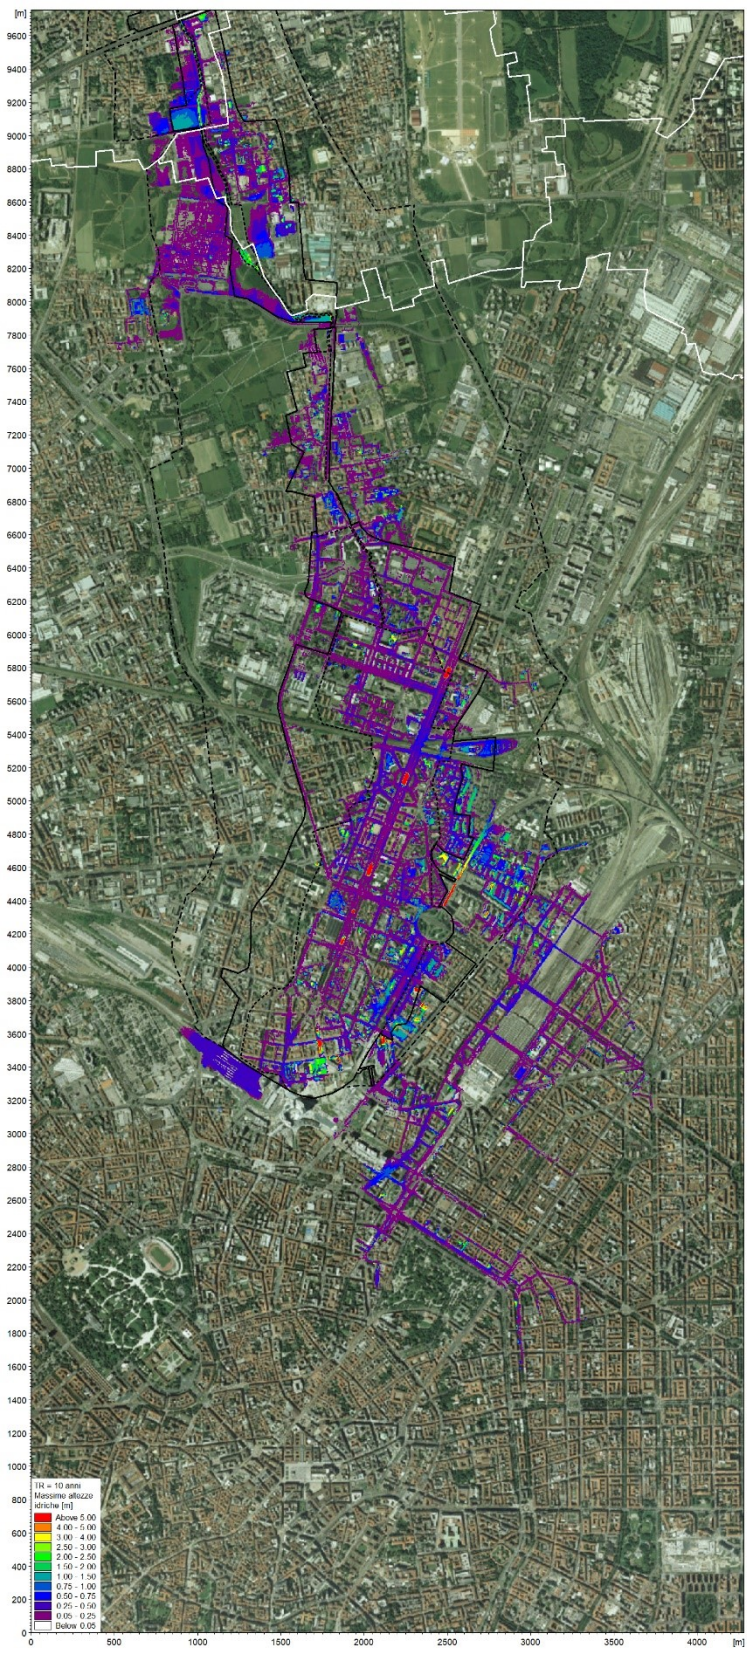 [m]
9600
9400
9200
9000
8800
8600
8400
8200
8000
7800
7600
7400
7200
7000
6800
6600
6400
6200
6000
5800
5600
5400
5200
5000
4800
4600
4400
4200
4000
3800
3600
3400
3200
3000
2800
2600
2400
2200
2000
1800
1600
1400
1200
1000
800
600
400
200
0
TR = 10 anni
Massime altezze
idriche [m]
Above 5.00
4.00 - 5.00
3.00 - 4.00
2.50 - 3.00
2.00 - 2.50
1.50 - 2.00
1.00 - 1.50
0.75 - 1.00
0.50 - 0.75
0.25 - 0.50
0.05 - 0.25
Below 0.05
0 500 1000 1500 2000 2500 3000 3500 4000 [m]